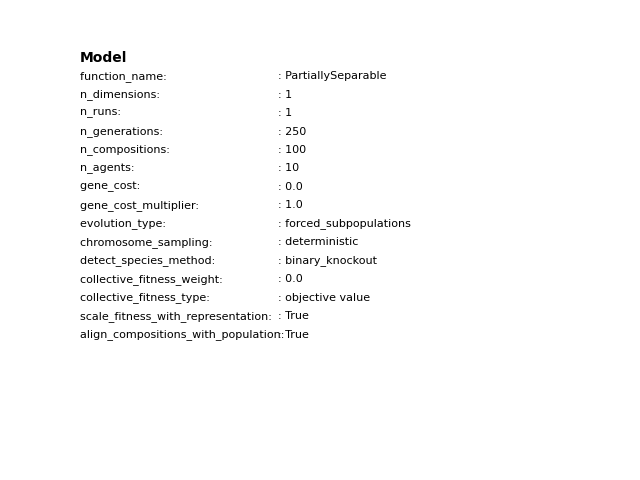 Model
function_name: : PartiallySeparable
n_dimensions: : 1
n_runs: : 1
n_generations: : 250
n_compositions: : 100
n_agents: : 10
gene_cost: : 0.0
gene_cost_multiplier: : 1.0
evolution_type: : forced_subpopulations
chromosome_sampling: : deterministic
detect_species_method: : binary_knockout
collective_fitness_weight: : 0.0
collective_fitness_type: : objective value
scale_fitness_with_representation: : True
align_compositions_with_population: : True